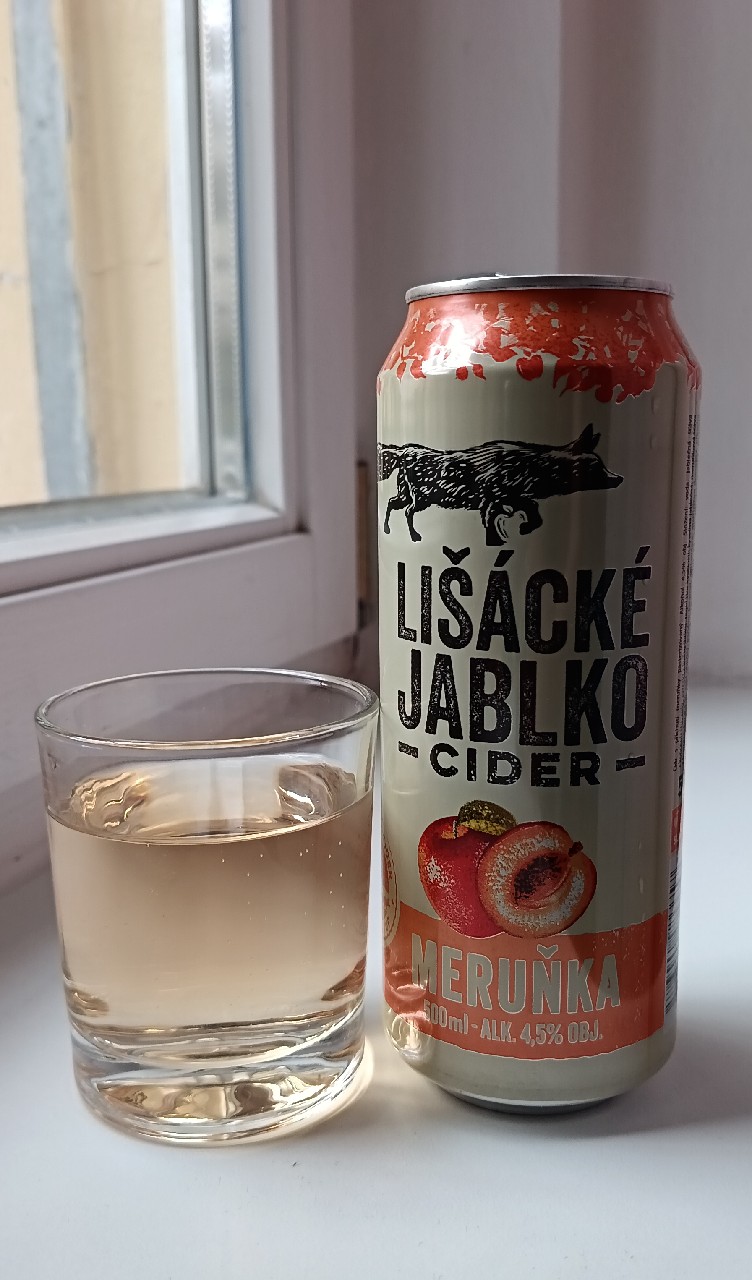 LIŠÁCKÉ
JABLKO
CIDER
MERUŇKA
500ml - ALK. 4,5% OBJ.